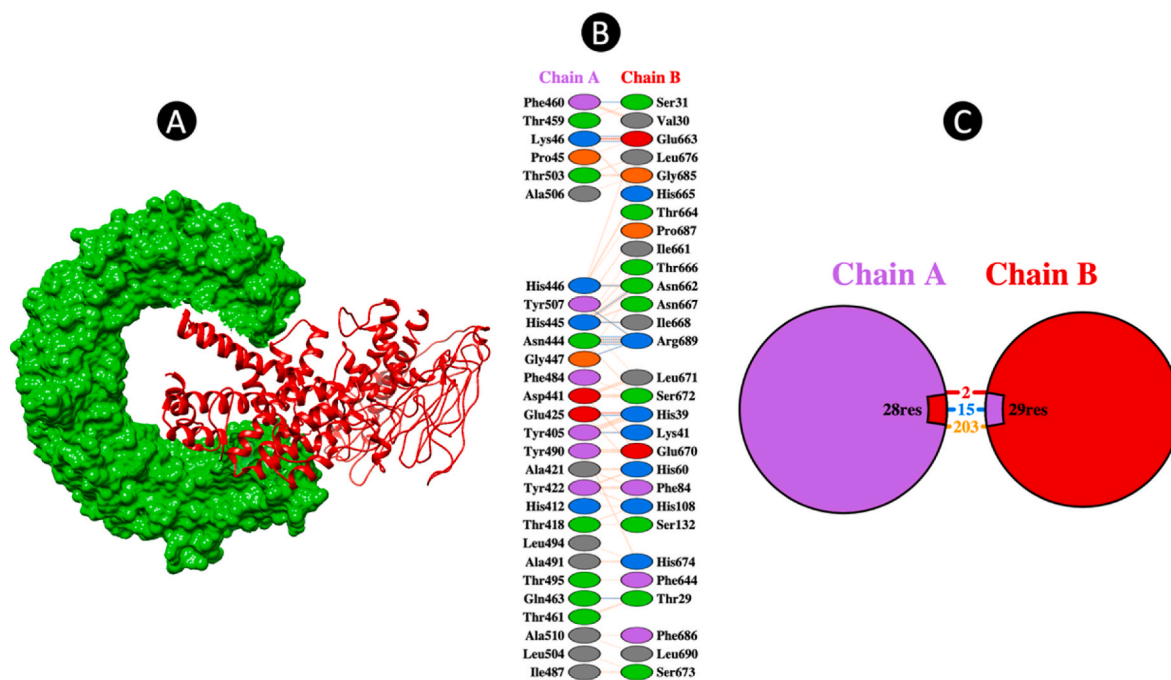 B
Chain A Chain B
A
C
Phe460 Ser31
Thr459 Val30
Lys46 Glu663
Pro45 Leu676
Thr503 Gly685
Ala506 His665
Thr664
Pro687
Ile661
Thr666
His446 Asn662
Tyr507 Asn667
His445 Ile668
Asn444 Arg689
Gly447
Phe484 Leu671
Asp441 Ser672
Glu425 His39
Tyr405 Lys41
Tyr490 Glu670
Ala421 His60
Tyr422 Phe84
His412 His108
Thr418 Ser132
Leu494
Ala491 His674
Thr495 Phe644
Gln463 Thr29
Thr461
Ala510 Phe686
Leu504 Leu690
Ile487 Ser673
Chain A Chain B
2
28res 15 29res
203